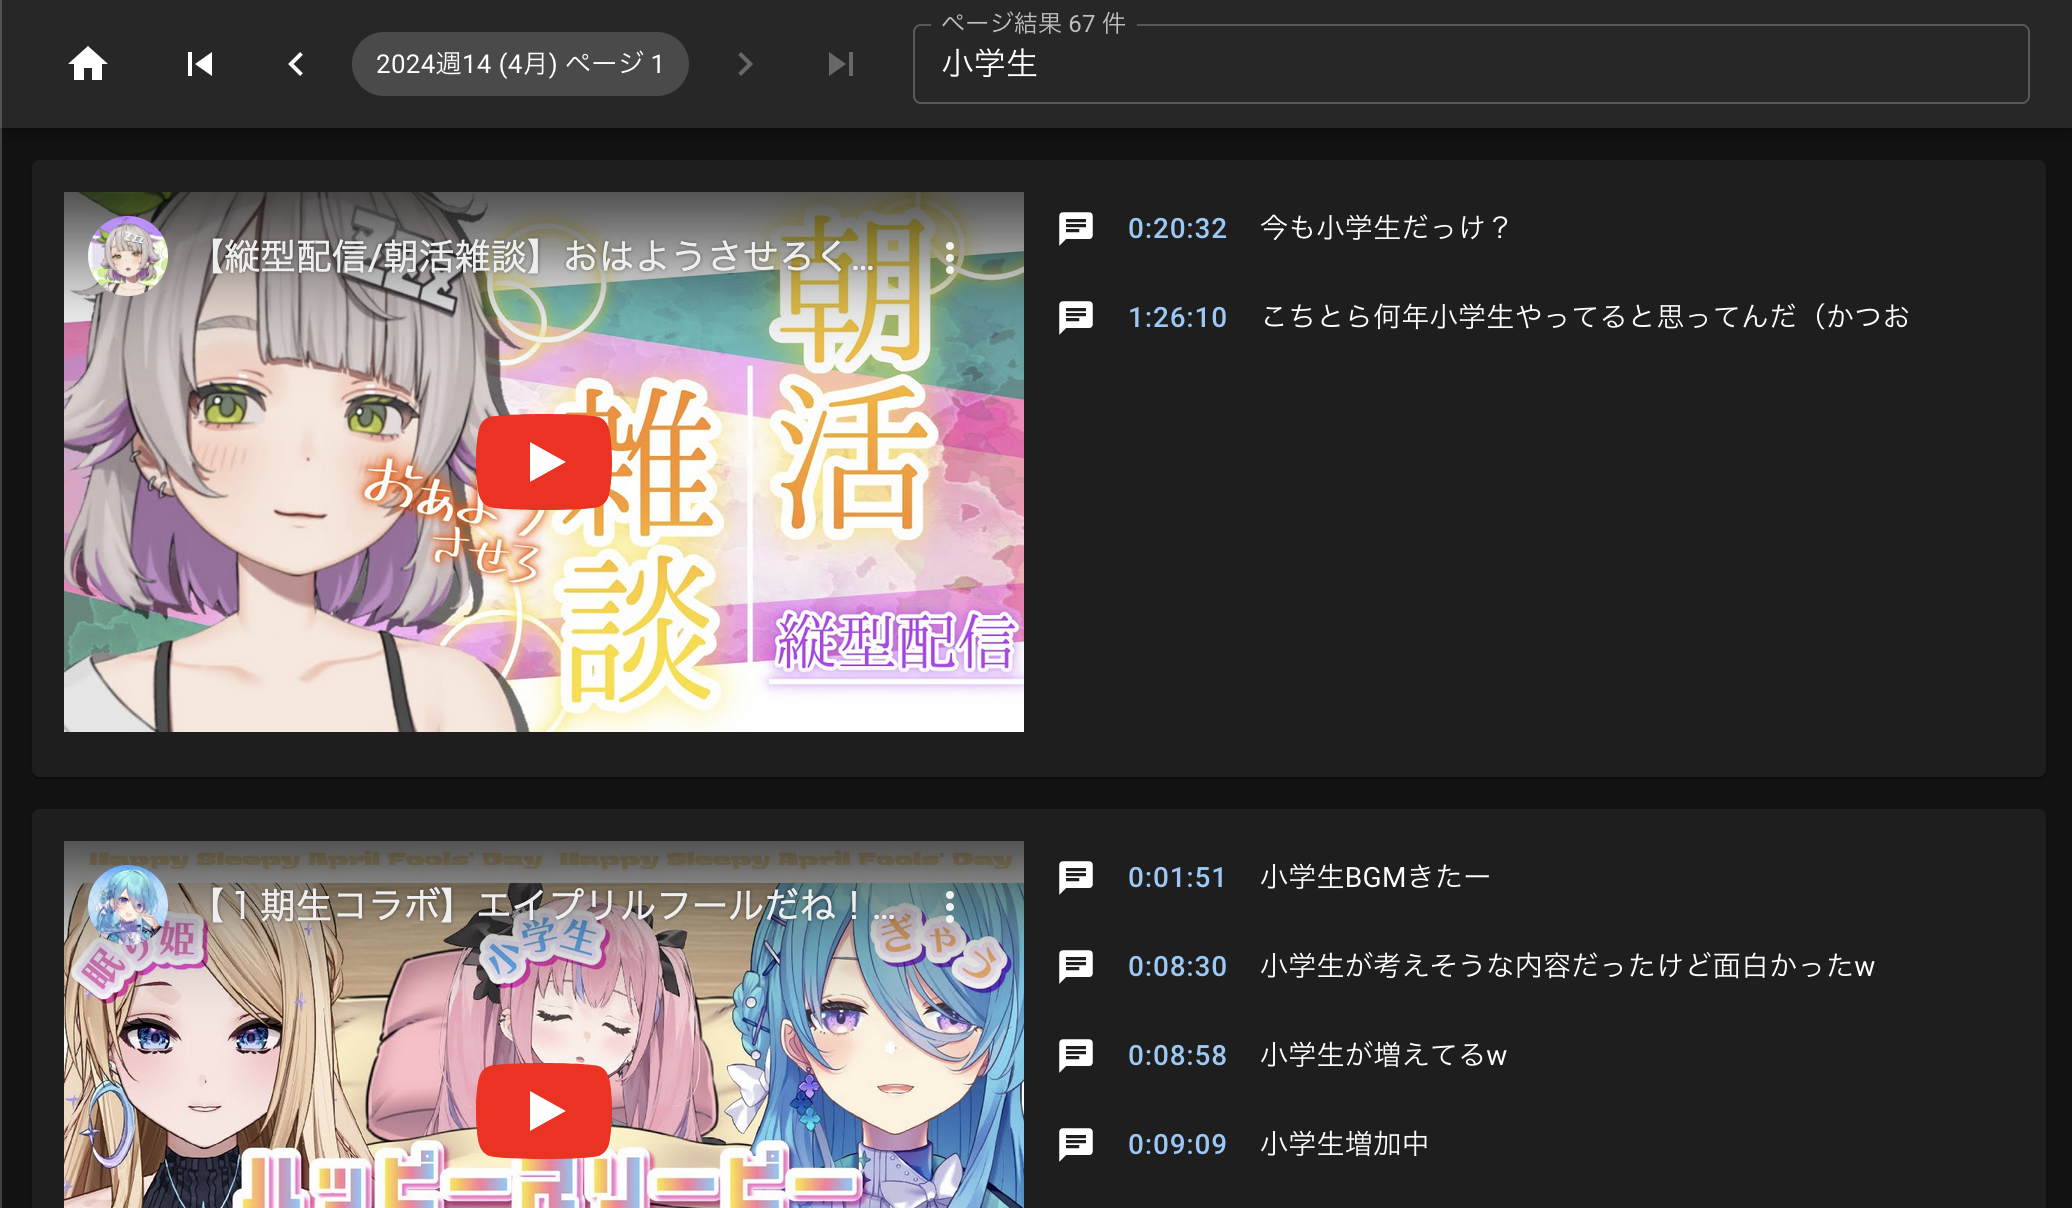 ページ結果 67 件
2024週14 (4月) ページ 1
小学生
【縦型配信/朝活雑談】おはようさせろく...
朝活
雑談
おあよう
させろ
縦型配信
0:20:32 今も小学生だっけ？
1:26:10 こちとら何年小学生やってると思ってんだ（かつお
Happy Sleepy April Fools' Day Happy Sleepy April Fools' Day
【１期生コラボ】エイプリルフールだね！...
眠り姫
小学生
ぎゃう
ハッピースリーピー
0:01:51 小学生BGMきたー
0:08:30 小学生が考えそうな内容だったけど面白かったw
0:08:58 小学生が増えてるw
0:09:09 小学生増加中